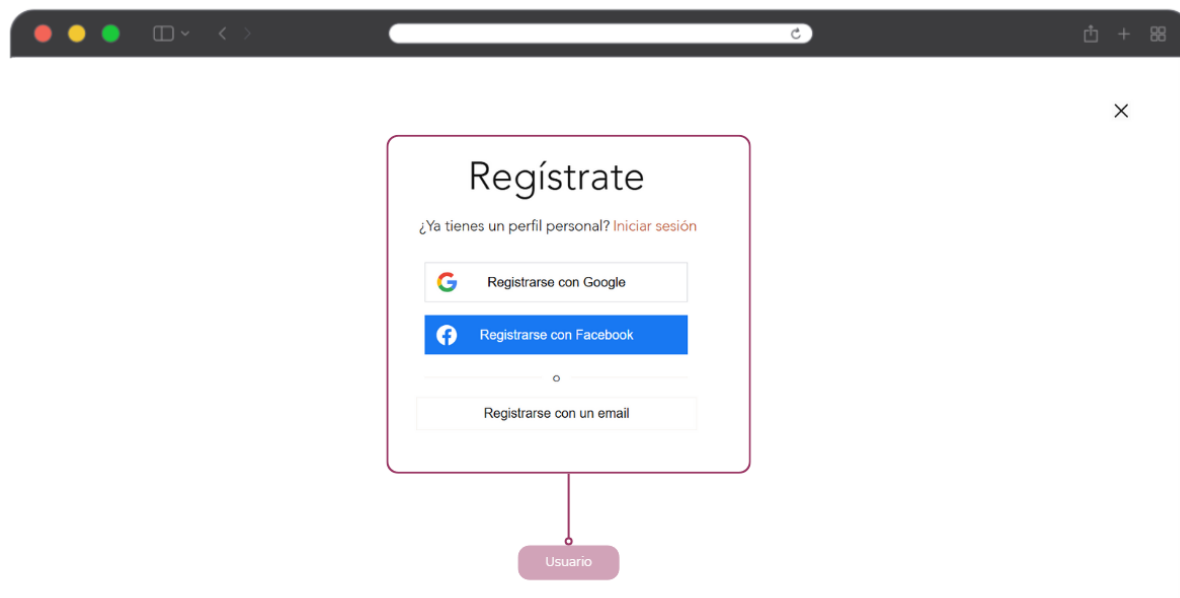 Regístrate
¿Ya tienes un perfil personal? Iniciar sesión
Registrarse con Google
Registrarse con Facebook
o
Registrarse con un email
Usuario